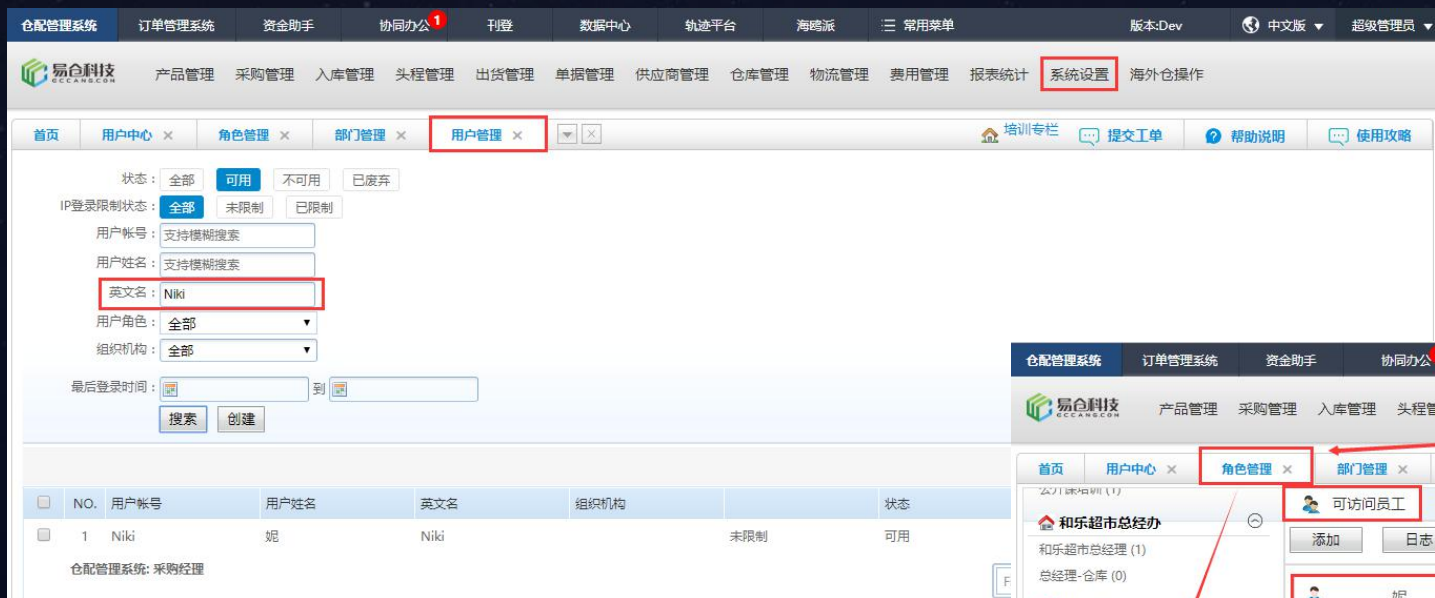 仓配管理系统 订单管理系统 资金助手 协同办公 1 刊登 数据中心 轨迹平台 海鸥派 常用菜单 版本:Dev 中文版 超级管理员
易仓科技 ECCANG.COM 产品管理 采购管理 入库管理 头程管理 出货管理 单据管理 供应商管理 仓库管理 物流管理 费用管理 报表统计 系统设置 海外仓操作
首页 用户中心 角色管理 部门管理 用户管理 培训专栏 提交工单 帮助说明 使用攻略
状态： 全部 可用 不可用 已废弃
IP登录限制状态： 全部 未限制 已限制
用户帐号： 支持模糊搜索
用户姓名： 支持模糊搜索
英文名： Niki
用户角色： 全部
组织机构： 全部
最后登录时间： 到
搜索 创建
NO. 用户帐号 用户姓名 英文名 组织机构 状态
1 Niki 妮 Niki 未限制 可用
仓配管理系统: 采购经理
仓配管理系统 订单管理系统 资金助手 协同办公
易仓科技 ECCANG.COM 产品管理 采购管理 入库管理 头程管
首页 用户中心 角色管理 部门管理
公开课培训 (1)
可访问员工
和乐超市总经办
添加 日志
和乐超市总经理 (1)
总经理-仓库 (0)
妮